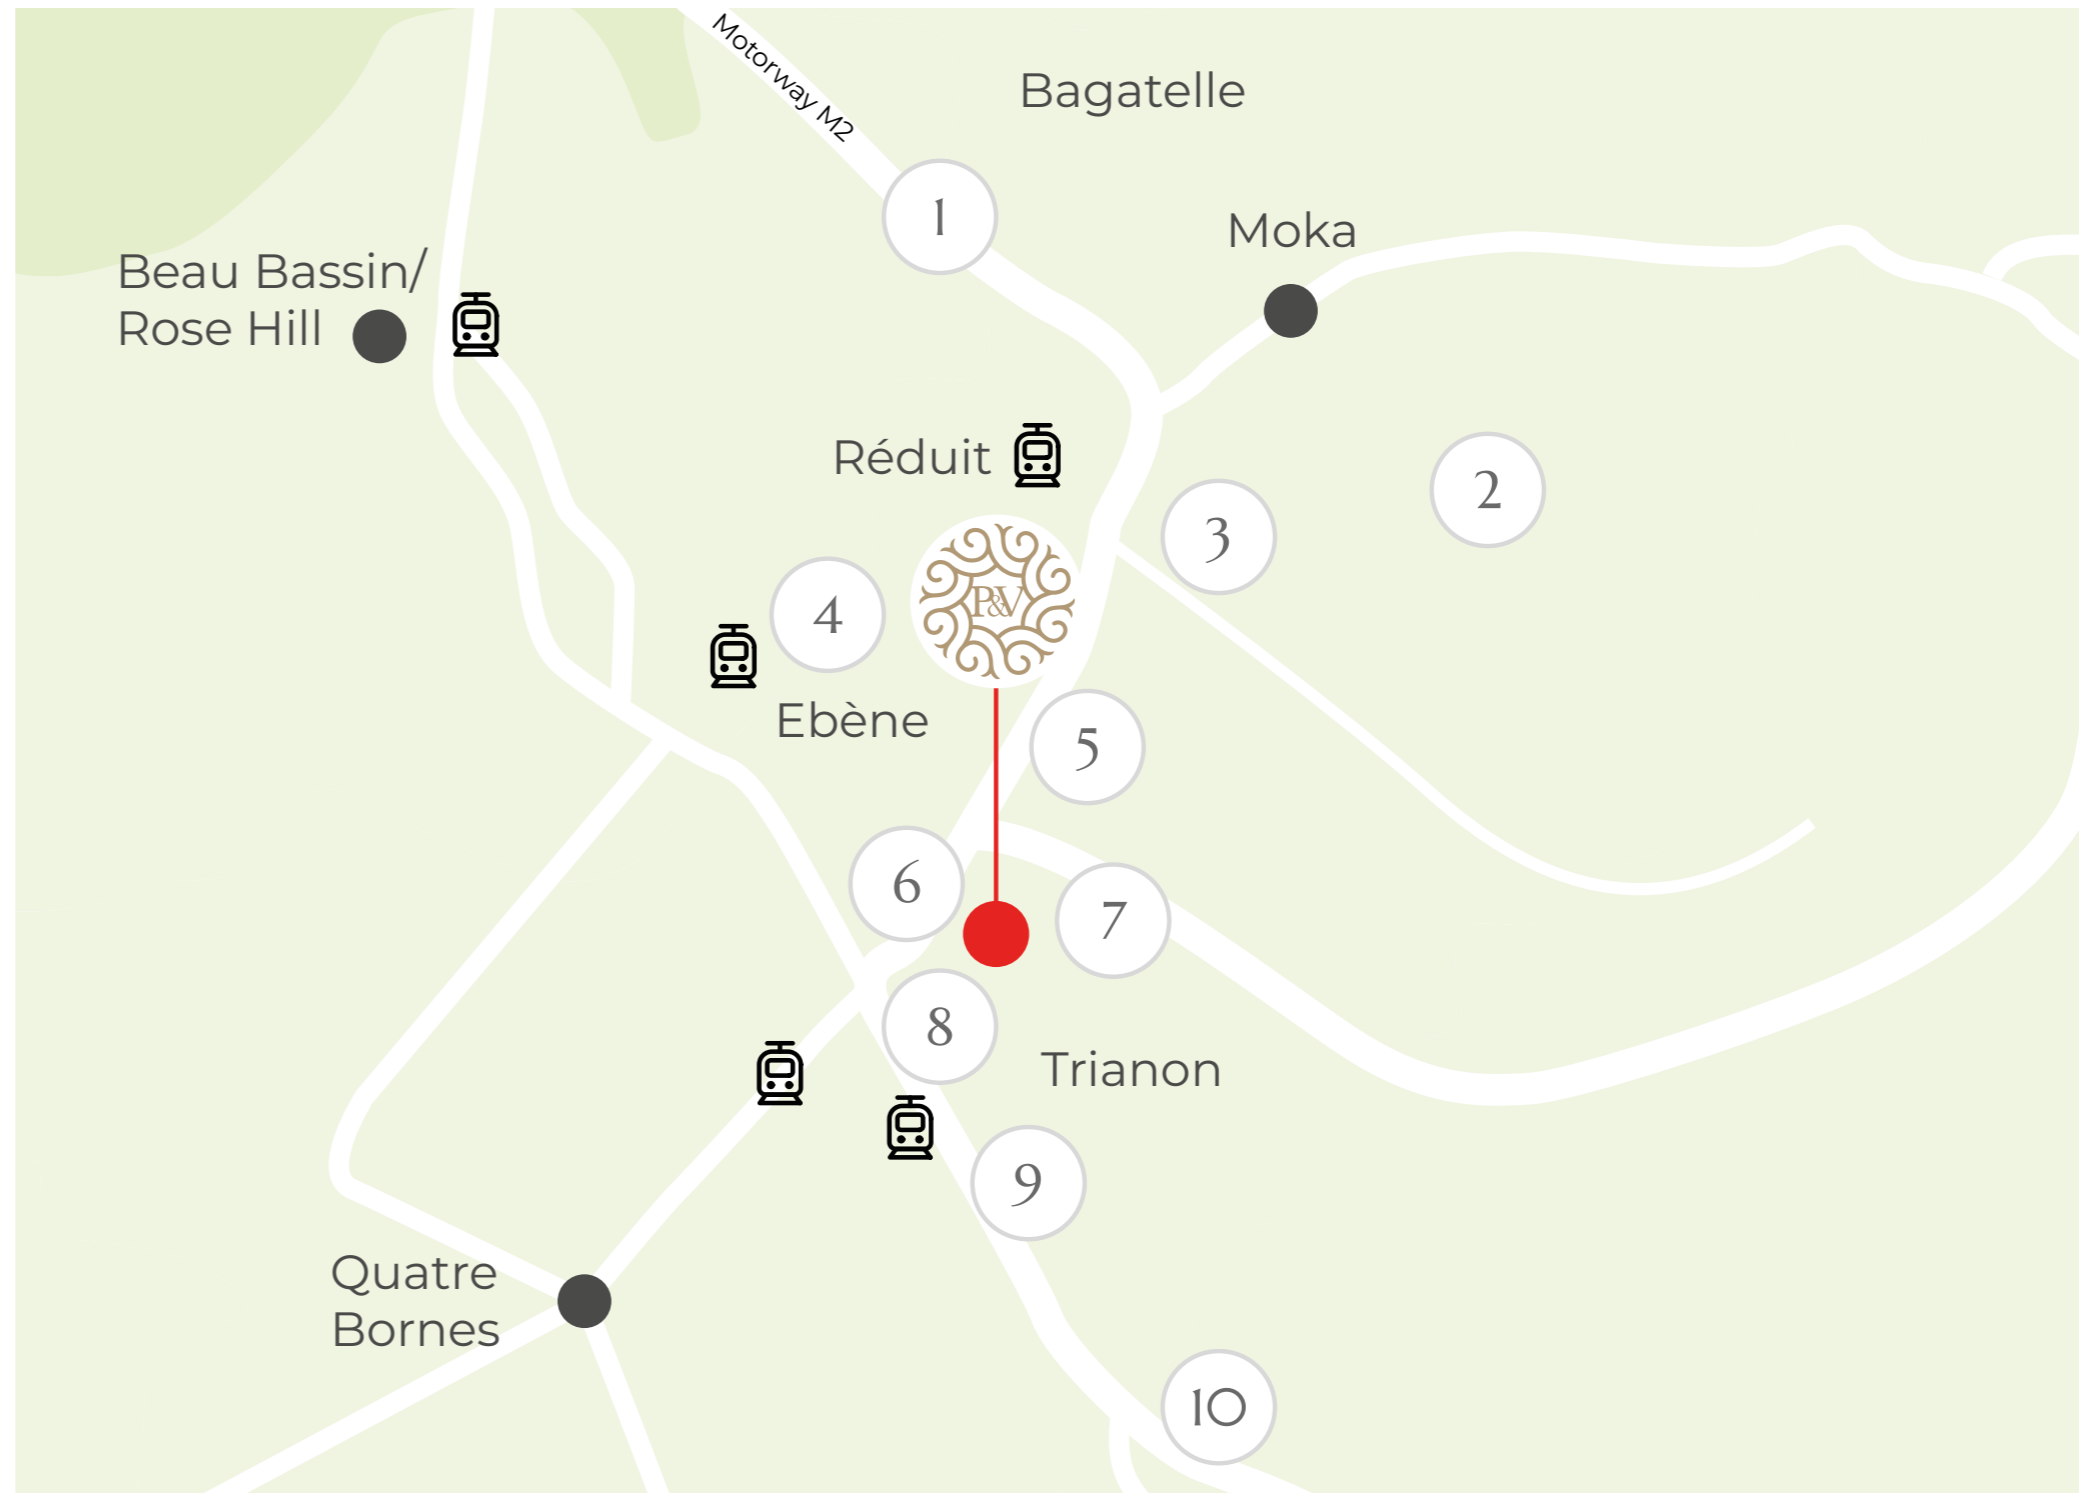 Motorway M2
Bagatelle
1
Moka
Beau Bassin/
Rose Hill
Réduit
2
3
P&V
4
Ebène
5
6
7
8
Trianon
9
Quatre
Bornes
10